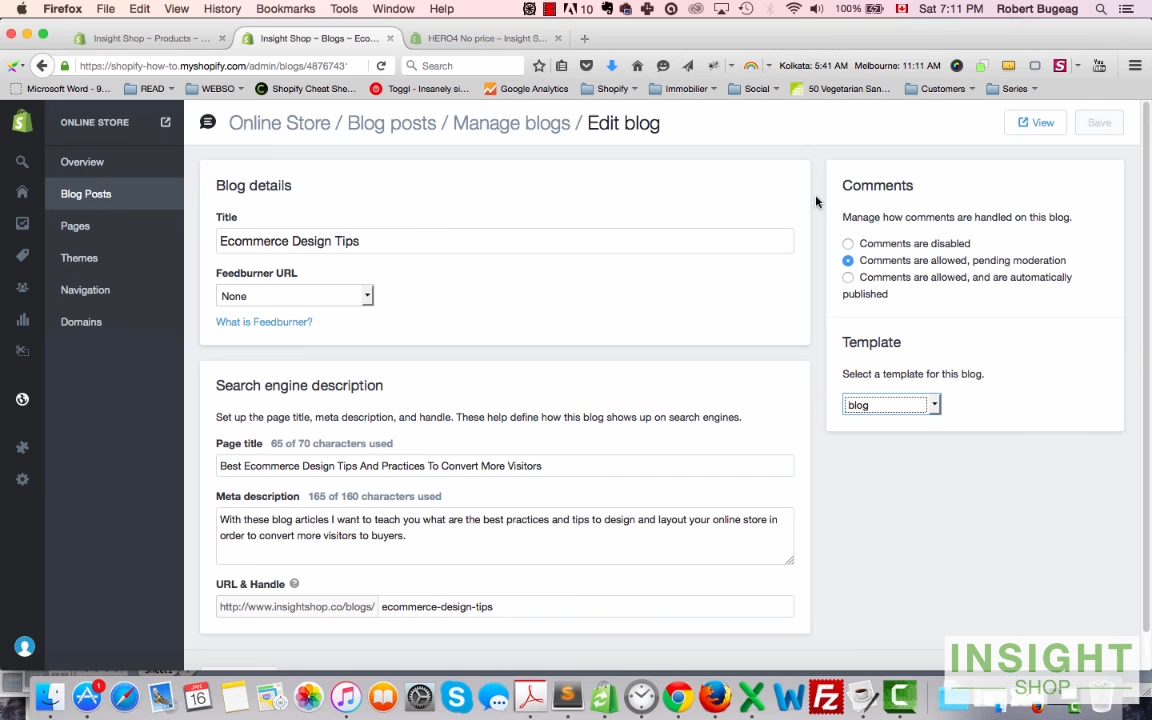 Firefox File Edit View History Bookmarks Tools Window Help 10 100% Sat 7:11 PM Robert Bugeag
Insight Shop ~ Products ~ ... × Insight Shop ~ Blogs ~ Eco... × HERO4 No price – Insight S... × +
https://shopify-how-to.myshopify.com/admin/blogs/4876743 Search Kolkata: 5:41 AM Melbourne: 11:11 AM
Microsoft Word - 9... READ WEBSO Shopify Cheat She... Toggl - Insanely si... Google Analytics Shopify Immobilier Social 50 Vegetarian San... Customers Series
ONLINE STORE
Overview
Blog Posts
Pages
Themes
Navigation
Domains
Online Store / Blog posts / Manage blogs / Edit blog
View Save
Blog details
Title
Ecommerce Design Tips
Feedburner URL
None
What is Feedburner?
Search engine description
Set up the page title, meta description, and handle. These help define how this blog shows up on search engines.
Page title 65 of 70 characters used
Best Ecommerce Design Tips And Practices To Convert More Visitors
Meta description 165 of 160 characters used
With these blog articles I want to teach you what are the best practices and tips to design and layout your online store in
order to convert more visitors to buyers.
URL & Handle ?
http://www.insightshop.co/blogs/ ecommerce-design-tips
Comments
Manage how comments are handled on this blog.
Comments are disabled
Comments are allowed, pending moderation
Comments are allowed, and are automatically
published
Template
Select a template for this blog.
blog
INSIGHT
SHOP
JAN
16
1